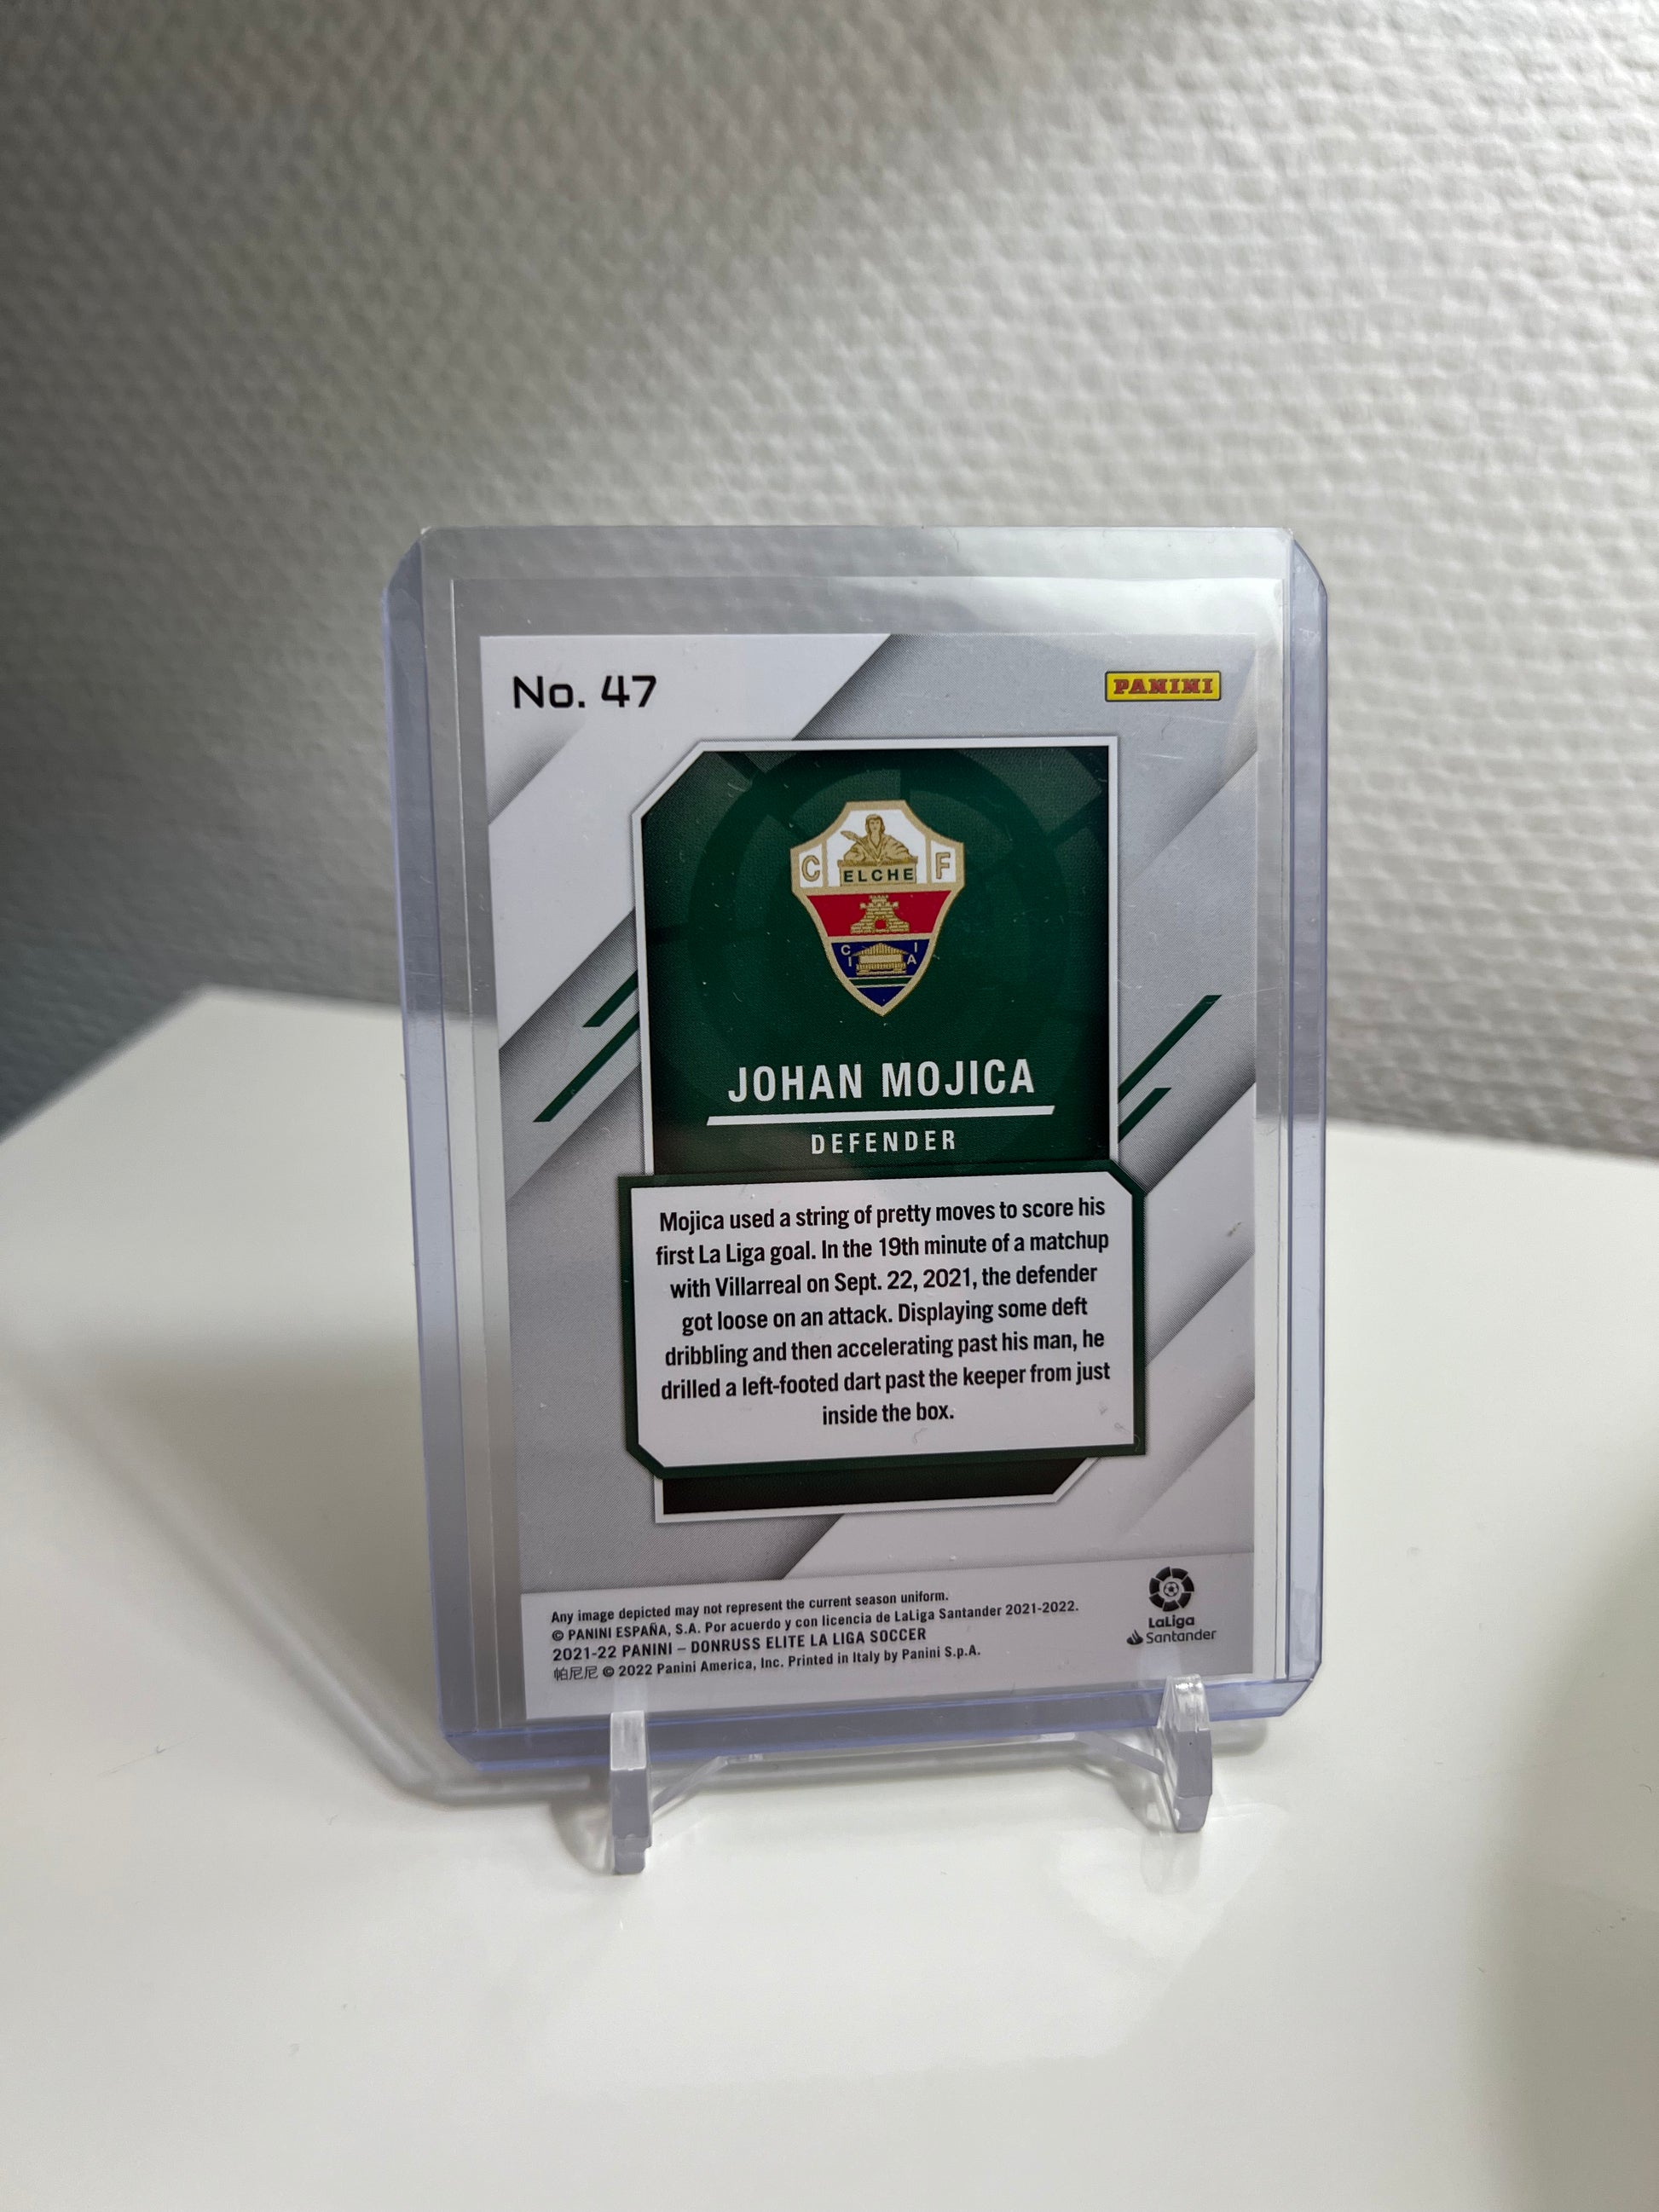 No. 47
PANINI
C F
ELCHE
C I
I A
JOHAN MOJICA
DEFENDER
Mojica used a string of pretty moves to score his
first La Liga goal. In the 19th minute of a matchup
with Villarreal on Sept. 22, 2021, the defender
got loose on an attack. Displaying some deft
dribbling and then accelerating past his man, he
drilled a left-footed dart past the keeper from just
inside the box.
Any image depicted may not represent the current season uniform.
© PANINI ESPAÑA, S.A. Por acuerdo y con licencia de LaLiga Santander 2021-2022.
2021-22 PANINI – DONRUSS ELITE LA LIGA SOCCER
帕尼尼 © 2022 Panini America, Inc. Printed in Italy by Panini S.p.A.
LaLiga
Santander